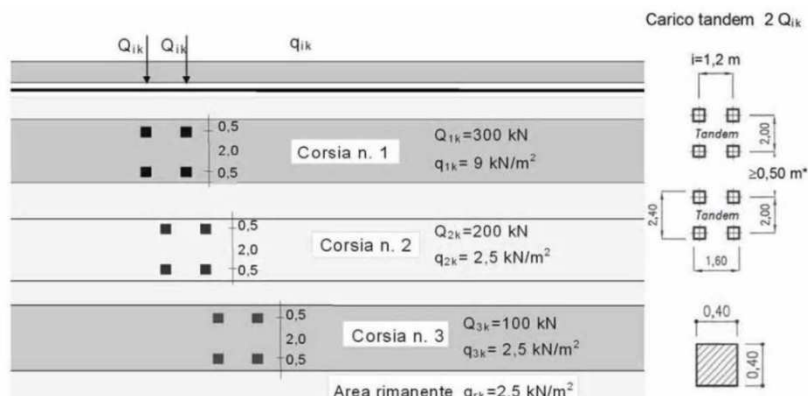 Carico tandem 2 Qik
Qik Qik qik
i=1,2 m
0,5
2,0
0,5
Corsia n. 1
Q1k=300 kN
q1k= 9 kN/m²
Tandem
2,00
≥0,50 m*
0,5
2,0
0,5
Corsia n. 2
Q2k=200 kN
q2k= 2,5 kN/m²
2,40
Tandem
2,00
1,60
0,5
2,0
0,5
Corsia n. 3
Q3k=100 kN
q3k= 2,5 kN/m²
0,40
0,40
Area rimanente qrk=2,5 kN/m²